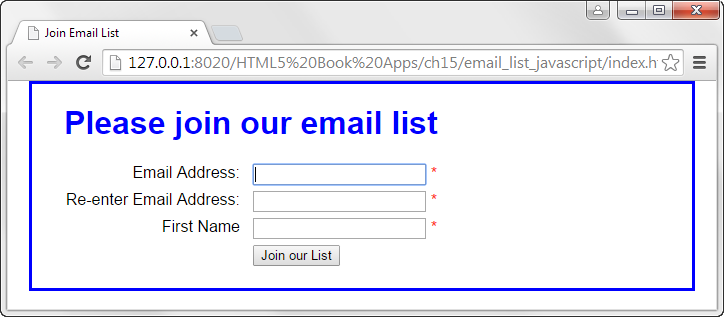 Join Email List
127.0.0.1:8020/HTML5%20Book%20Apps/ch15/email_list_javascript/index.h
Please join our email list
Email Address: *
Re-enter Email Address: *
First Name *
Join our List